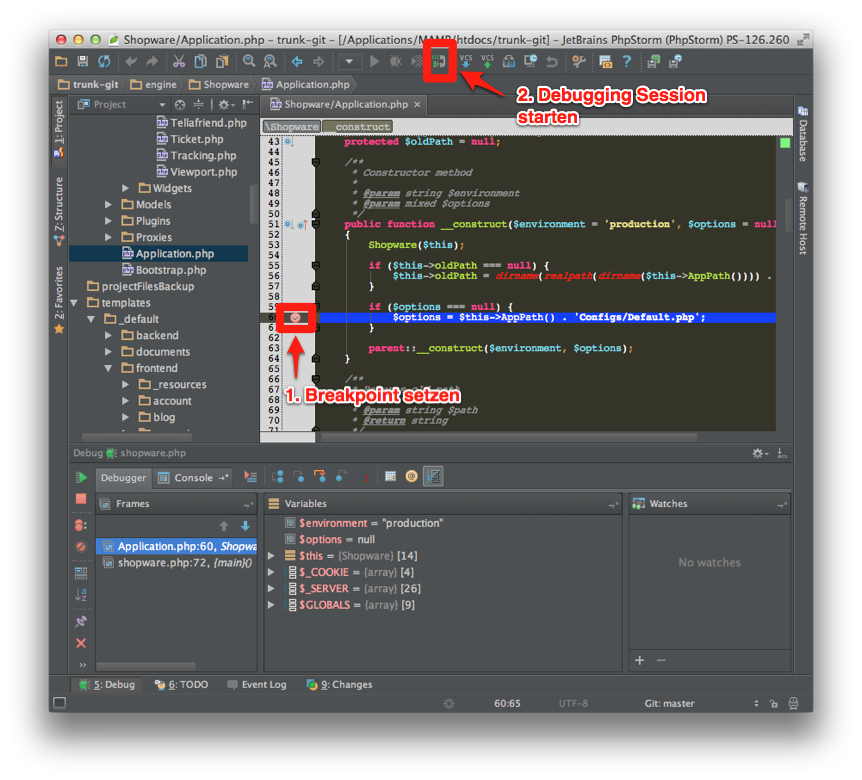 Shopware/Application.php – trunk-git – [/Applications/MAMP/htdocs/trunk-git] – JetBrains PhpStorm (PhpStorm) PS-126.260
VCS VCS
trunk-git engine Shopware Application.php
2. Debugging Session
starten
1: Project
Z: Structure
2: Favorites
Project
Tellafriend.php
Ticket.php
Tracking.php
Viewport.php
Widgets
Models
Plugins
Proxies
Application.php
Bootstrap.php
projectFilesBackup
templates
_default
backend
documents
frontend
_resources
account
blog
Shopware/Application.php
\Shopware __construct
43 protected $oldPath = null;
44
45 /**
46 * Constructor method
47 *
48 * @param string $environment
49 * @param mixed $options
50 */
51 public function __construct($environment = 'production', $options = null
52 {
53 Shopware($this);
54
55 if ($this->oldPath === null) {
56 $this->oldPath = dirname(realpath(dirname($this->AppPath()))) .
57 }
58
59 if ($options === null) {
60 $options = $this->AppPath() . 'Configs/Default.php';
61 }
62
63 parent::__construct($environment, $options);
64 }
65
66 /**
67
1. Breakpoint setzen
68
69 * @param string $path
70 * @return string
71 */
Database
Remote Host
Debug shopware.php
Debugger Console
Frames
Application.php:60, Shopwa
shopware.php:72, {main}()
Variables
$environment = "production"
$options = null
$this = {Shopware} [14]
$_COOKIE = {array} [4]
$_SERVER = {array} [26]
$GLOBALS = {array} [9]
Watches
No watches
5: Debug 6: TODO Event Log 9: Changes
60:65 UTF-8 Git: master